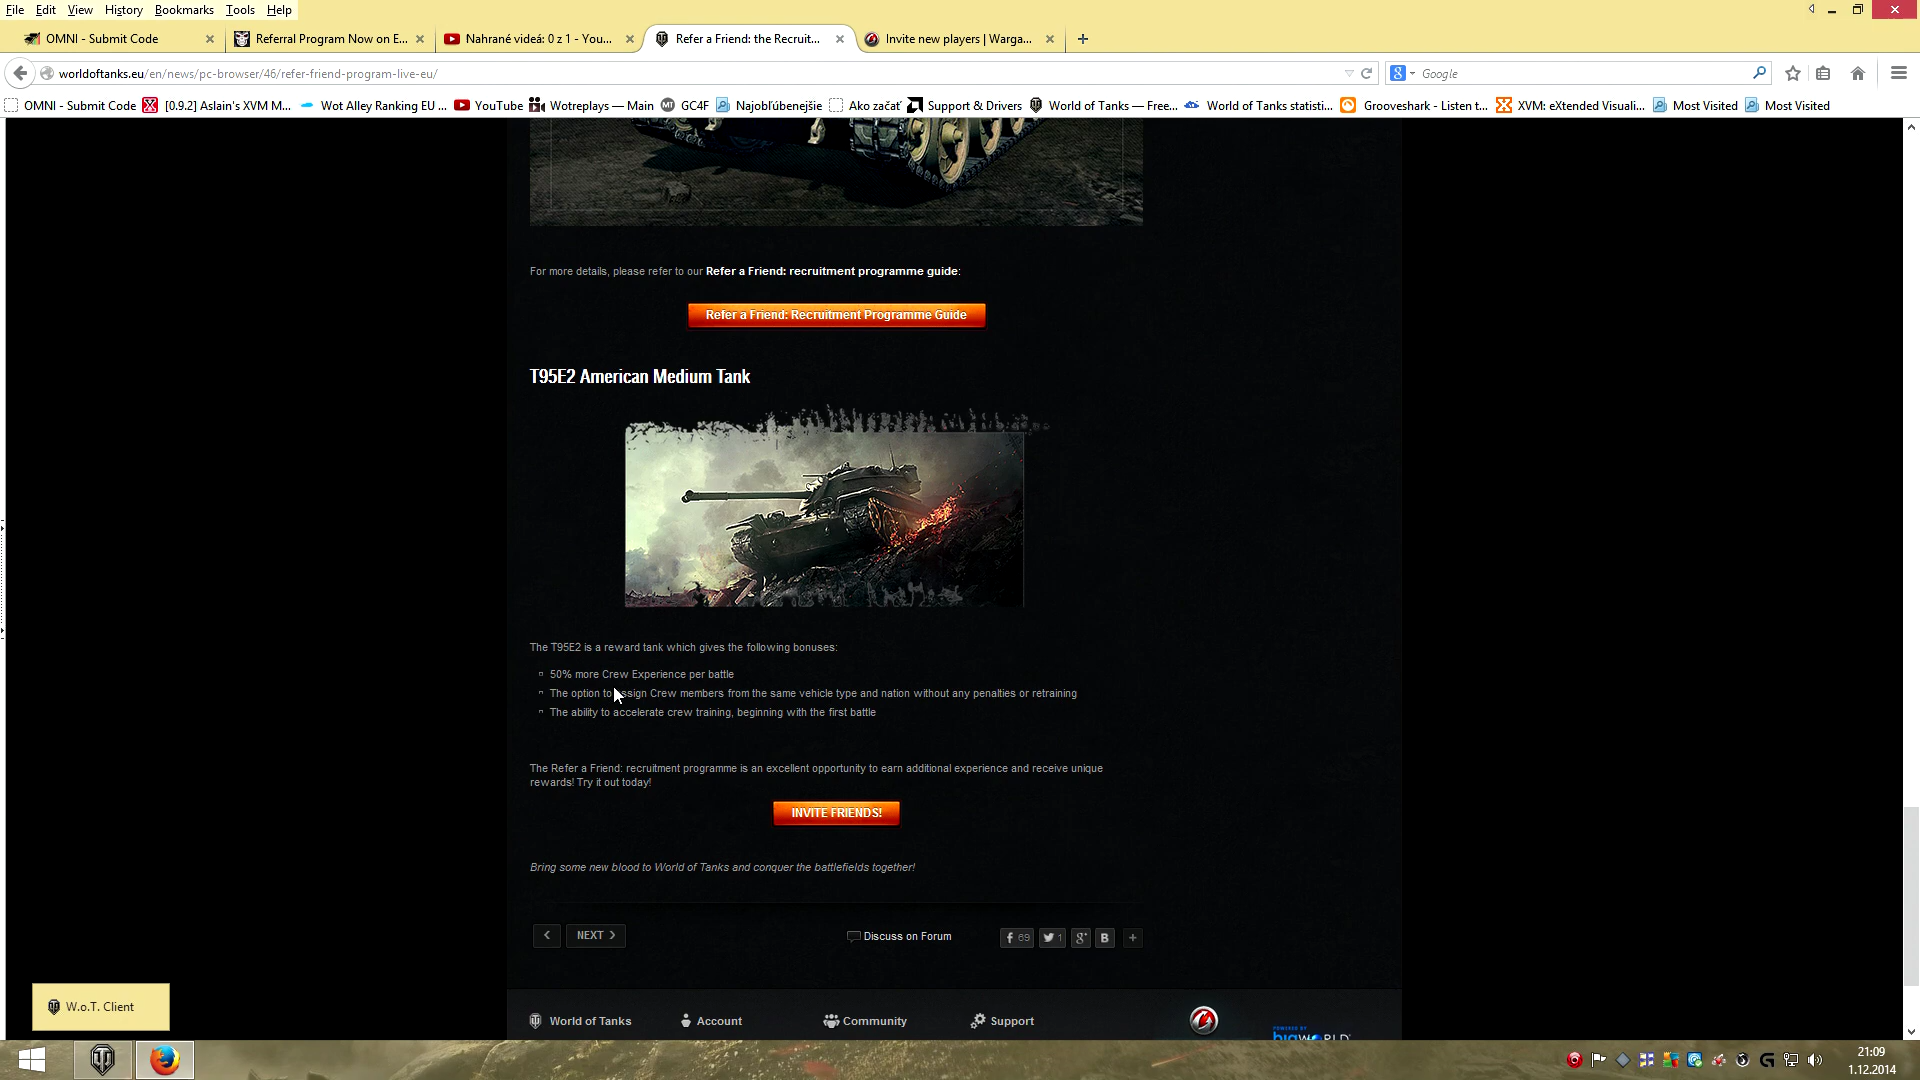 File Edit View History Bookmarks Tools Help
OMNI - Submit Code
Referral Program Now on E...
Nahrané videá: 0 z 1 - You...
Refer a Friend: the Recruit...
Invite new players | Warga...
worldoftanks.eu/en/news/pc-browser/46/refer-friend-program-live-eu/
Google
OMNI - Submit Code [0.9.2] Aslain's XVM M... Wot Alley Ranking EU ... YouTube Wotreplays — Main GC4F Najobľúbenejšie Ako začať Support & Drivers World of Tanks — Free... World of Tanks statisti... Grooveshark - Listen t... XVM: eXtended Visuali... Most Visited Most Visited
For more details, please refer to our Refer a Friend: recruitment programme guide:
Refer a Friend: Recruitment Programme Guide
T95E2 American Medium Tank
The T95E2 is a reward tank which gives the following bonuses:
50% more Crew Experience per battle
The option to assign Crew members from the same vehicle type and nation without any penalties or retraining
The ability to accelerate crew training, beginning with the first battle
The Refer a Friend: recruitment programme is an excellent opportunity to earn additional experience and receive unique
rewards! Try it out today!
INVITE FRIENDS!
Bring some new blood to World of Tanks and conquer the battlefields together!
NEXT
Discuss on Forum
69
1
W.o.T. Client
World of Tanks Account Community Support
POWERED BY
bigWORLD
21:09
1.12.2014